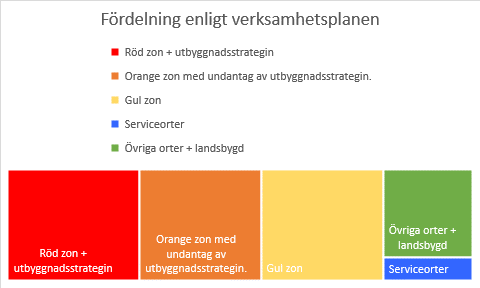 Fördelning enligt verksamhetsplanen
Röd zon + utbyggnadsstrategin
Orange zon med undantag av utbyggnadsstrategin.
Gul zon
Serviceorter
Övriga orter + landsbygd
Röd zon +
utbyggnadsstrategin
Orange zon med
undantag av
utbyggnadsstrategin.
Gul zon
Övriga orter +
landsbygd
Serviceorter